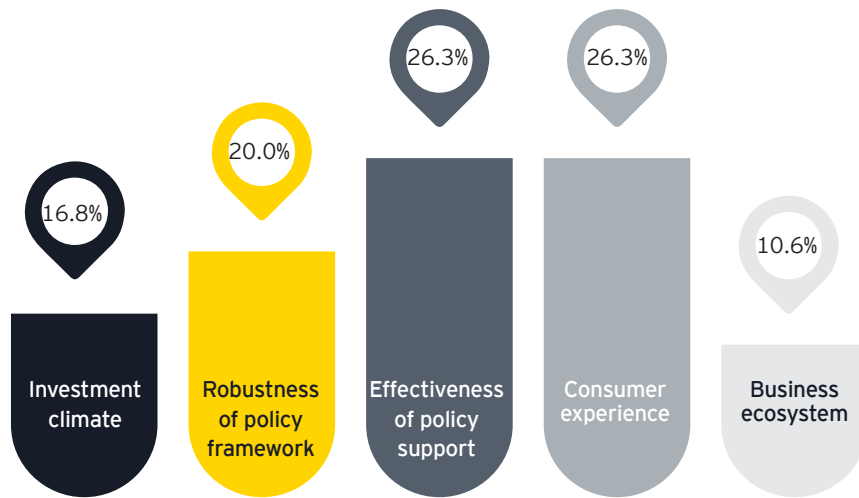 16.8%
20.0%
26.3%
26.3%
10.6%
Investment
climate
Robustness
of policy
framework
Effectiveness
of policy
support
Consumer
experience
Business
ecosystem